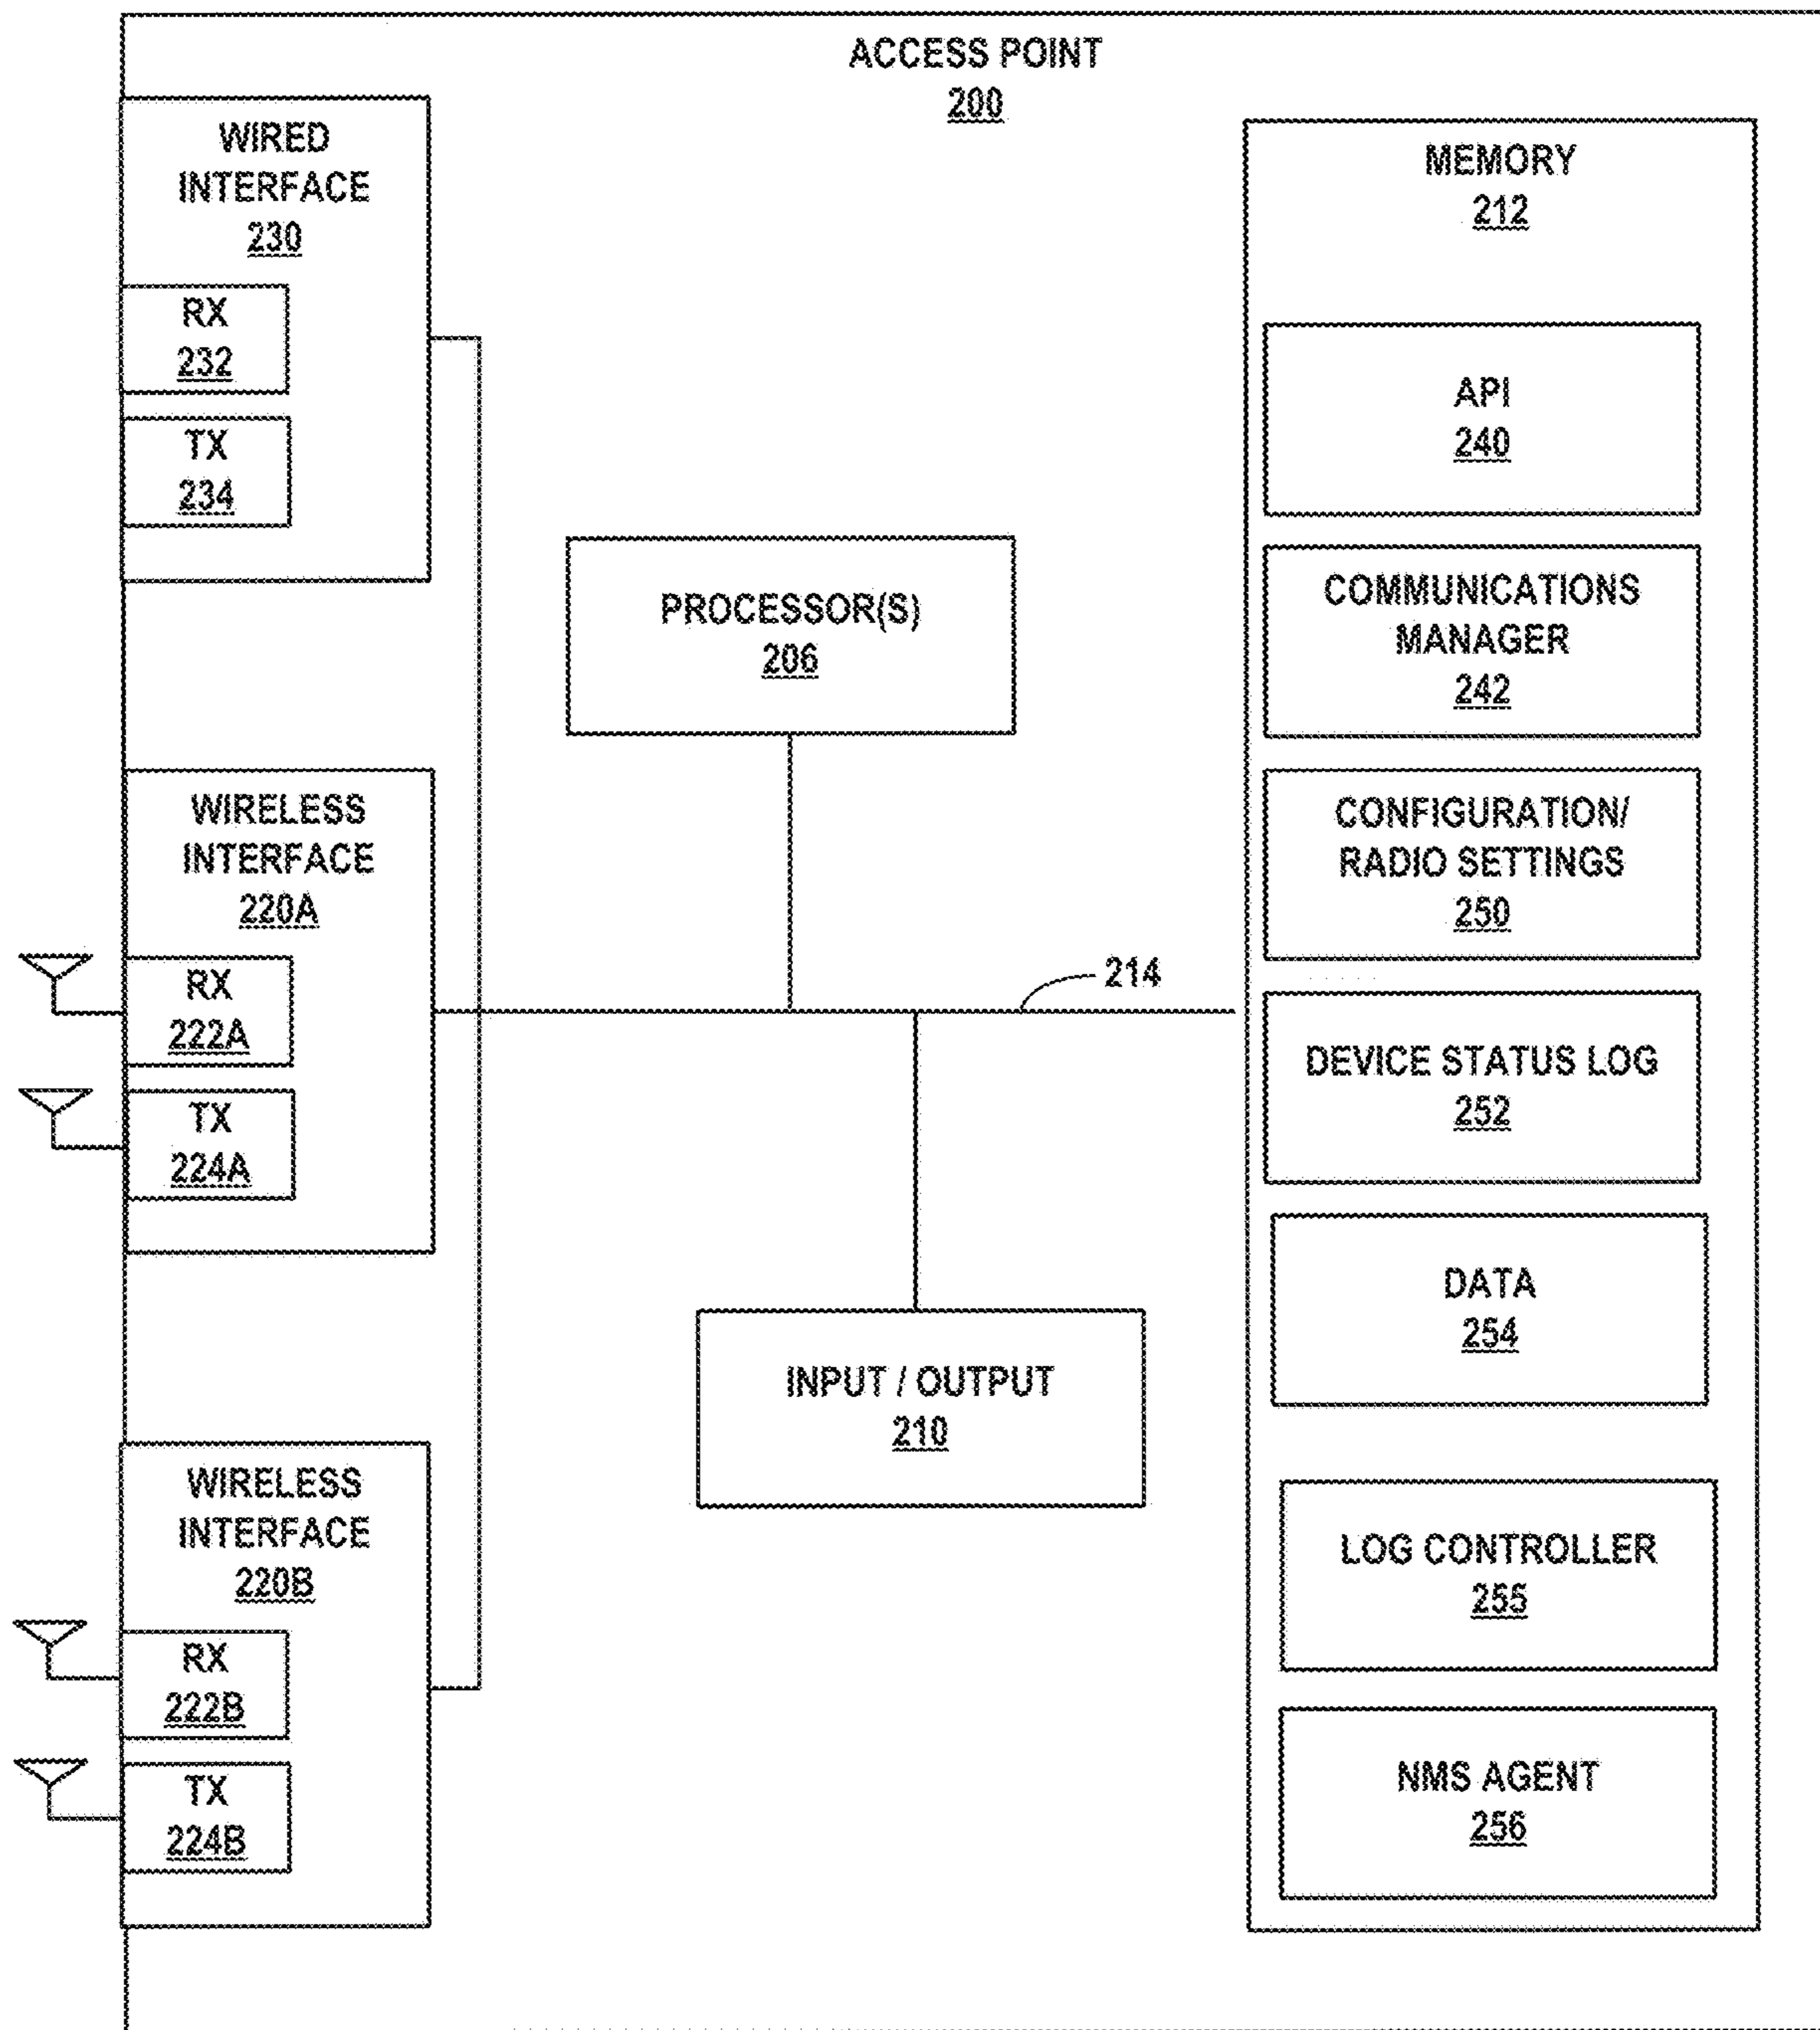 ACCESS POINT
200
WIRED
INTERFACE
230
RX
232
TX
234
WIRELESS
INTERFACE
220A
RX
222A
TX
224A
WIRELESS
INTERFACE
220B
RX
222B
TX
224B
PROCESSOR(S)
206
214
INPUT / OUTPUT
210
MEMORY
212
API
240
COMMUNICATIONS
MANAGER
242
CONFIGURATION/
RADIO SETTINGS
250
DEVICE STATUS LOG
252
DATA
254
LOG CONTROLLER
255
NMS AGENT
256